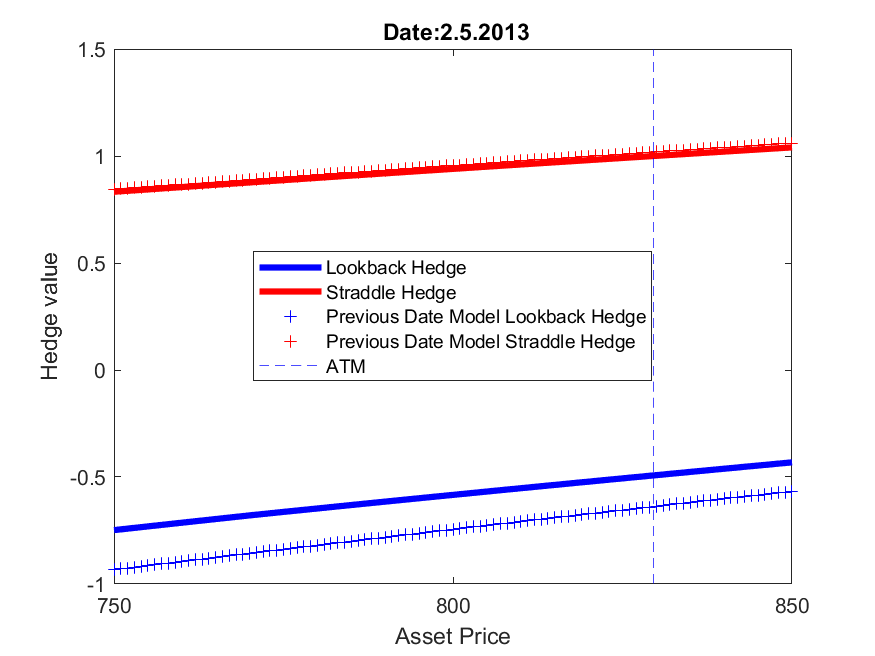 Date:2.5.2013
1.5
1
0.5
0
-0.5
-1
Hedge value
Lookback Hedge
Straddle Hedge
Previous Date Model Lookback Hedge
Previous Date Model Straddle Hedge
ATM
750
800
850
Asset Price